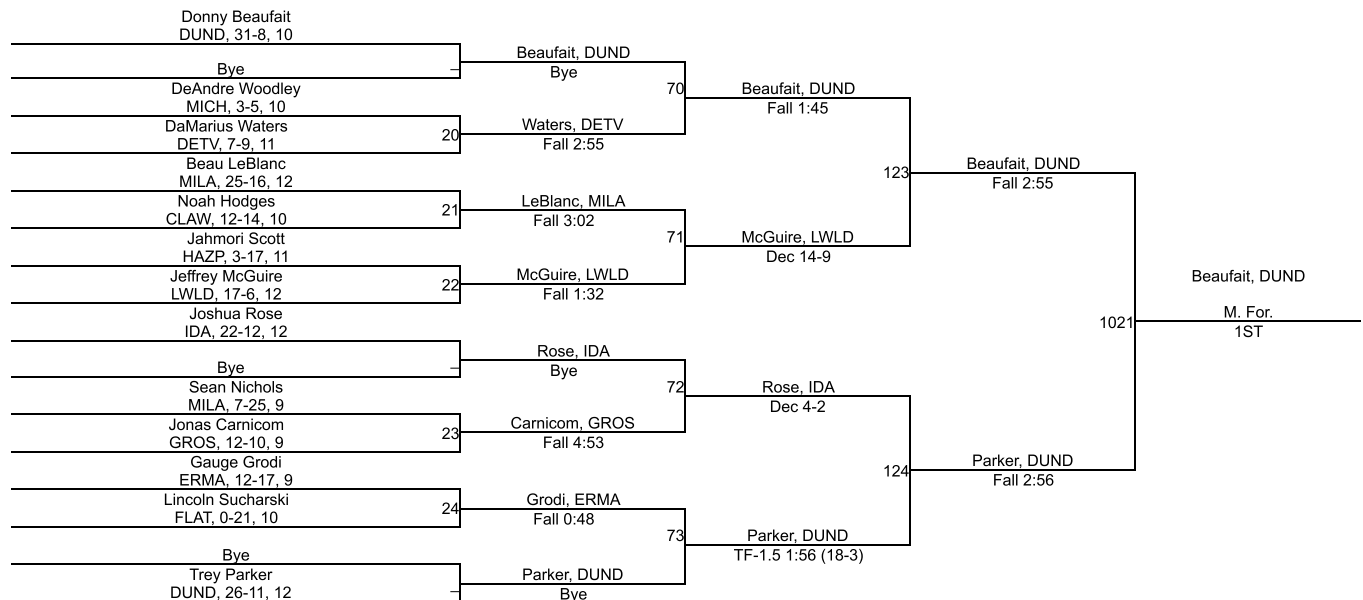 Donny Beaufait
DUND, 31-8, 10
Bye
–
DeAndre Woodley
MICH, 3-5, 10
DaMarius Waters
DETV, 7-9, 11
20
Beau LeBlanc
MILA, 25-16, 12
Noah Hodges
CLAW, 12-14, 10
21
Jahmori Scott
HAZP, 3-17, 11
Jeffrey McGuire
LWLD, 17-6, 12
22
Joshua Rose
IDA, 22-12, 12
Bye
–
Sean Nichols
MILA, 7-25, 9
Jonas Carnicom
GROS, 12-10, 9
23
Gauge Grodi
ERMA, 12-17, 9
Lincoln Sucharski
FLAT, 0-21, 10
24
Bye
Trey Parker
DUND, 26-11, 12
–
Beaufait, DUND
Bye
70
Waters, DETV
Fall 2:55
LeBlanc, MILA
Fall 3:02
71
McGuire, LWLD
Fall 1:32
Rose, IDA
Bye
72
Carnicom, GROS
Fall 4:53
Grodi, ERMA
Fall 0:48
73
Parker, DUND
Bye
Beaufait, DUND
Fall 1:45
123
McGuire, LWLD
Dec 14-9
Rose, IDA
Dec 4-2
124
Parker, DUND
TF-1.5 1:56 (18-3)
Beaufait, DUND
Fall 2:55
1021
Parker, DUND
Fall 2:56
Beaufait, DUND
M. For.
1ST